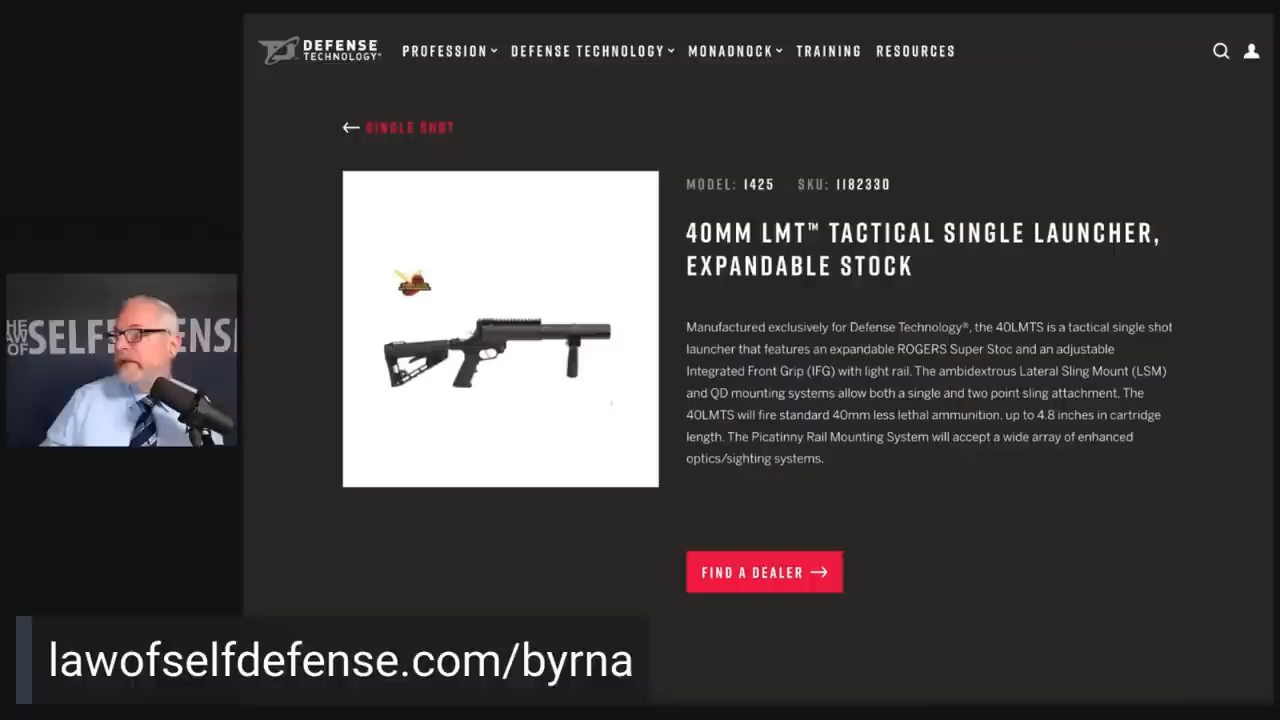 DEFENSE
TECHNOLOGY®
PROFESSION
DEFENSE TECHNOLOGY
MONADNOCK
TRAINING
RESOURCES
← SINGLE SHOT
MODEL: 1425 SKU: 1182330
40MM LMT™ TACTICAL SINGLE LAUNCHER,
EXPANDABLE STOCK
Manufactured exclusively for Defense Technology®, the 40LMTS is a tactical single shot
launcher that features an expandable ROGERS Super Stoc and an adjustable
Integrated Front Grip (IFG) with light rail. The ambidextrous Lateral Sling Mount (LSM)
and QD mounting systems allow both a single and two point sling attachment. The
40LMTS will fire standard 40mm less lethal ammunition, up to 4.8 inches in cartridge
length. The Picatinny Rail Mounting System will accept a wide array of enhanced
optics/sighting systems.
FIND A DEALER →
HE
AW
OF SELF DEFENS
lawofselfdefense.com/byrna